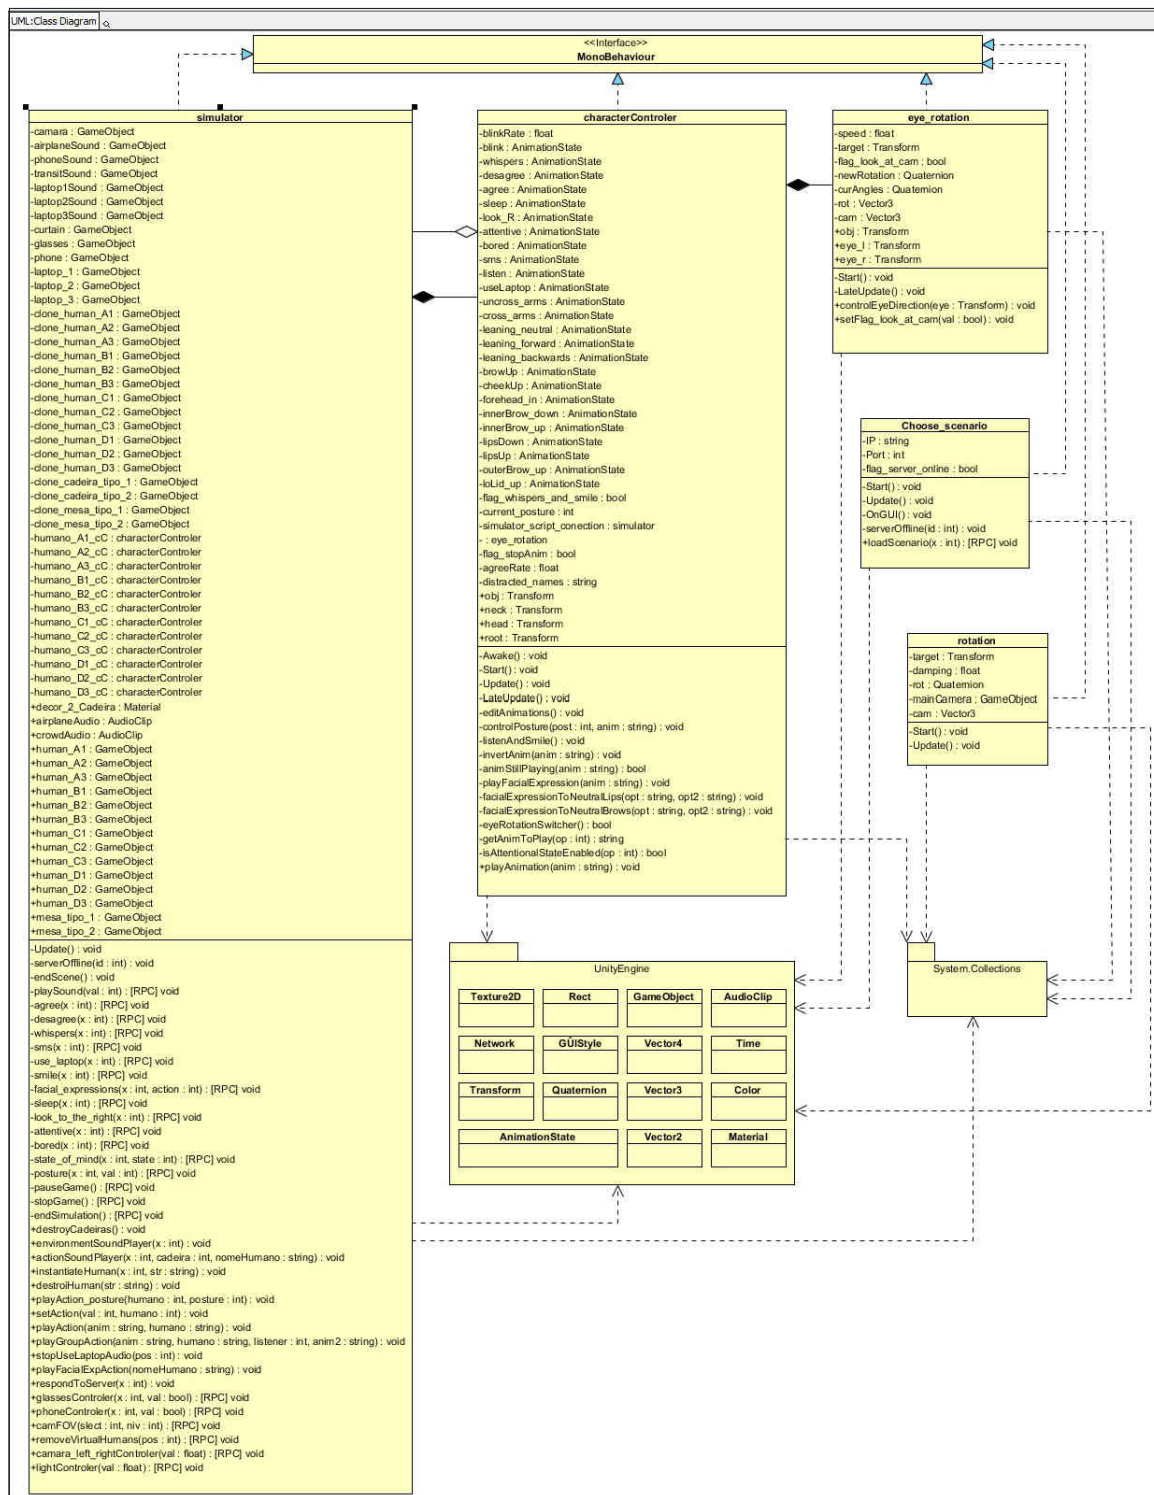 UML:Class Diagram
<<Interface>>
MonoBehaviour
simulator
-camara : GameObject
-airplaneSound : GameObject
-phoneSound : GameObject
-transitSound : GameObject
-laptop1Sound : GameObject
-laptop2Sound : GameObject
-laptop3Sound : GameObject
-curtain : GameObject
-glasses : GameObject
-phone : GameObject
-laptop_1 : GameObject
-laptop_2 : GameObject
-laptop_3 : GameObject
-clone_human_A1 : GameObject
-clone_human_A2 : GameObject
-clone_human_A3 : GameObject
-clone_human_B1 : GameObject
-clone_human_B2 : GameObject
-clone_human_B3 : GameObject
-clone_human_C1 : GameObject
-clone_human_C2 : GameObject
-clone_human_C3 : GameObject
-clone_human_D1 : GameObject
-clone_human_D2 : GameObject
-clone_human_D3 : GameObject
-clone_cadeira_tipo_1 : GameObject
-clone_cadeira_tipo_2 : GameObject
-clone_mesa_tipo_1 : GameObject
-clone_mesa_tipo_2 : GameObject
-humano_A1_cC : characterControler
-humano_A2_cC : characterControler
-humano_A3_cC : characterControler
-humano_B1_cC : characterControler
-humano_B2_cC : characterControler
-humano_B3_cC : characterControler
-humano_C1_cC : characterControler
-humano_C2_cC : characterControler
-humano_C3_cC : characterControler
-humano_D1_cC : characterControler
-humano_D2_cC : characterControler
-humano_D3_cC : characterControler
+decor_2_Cadeira : Material
+airplaneAudio : AudioClip
+crowdAudio : AudioClip
+human_A1 : GameObject
+human_A2 : GameObject
+human_A3 : GameObject
+human_B1 : GameObject
+human_B2 : GameObject
+human_B3 : GameObject
+human_C1 : GameObject
+human_C2 : GameObject
+human_C3 : GameObject
+human_D1 : GameObject
+human_D2 : GameObject
+human_D3 : GameObject
+mesa_tipo_1 : GameObject
+mesa_tipo_2 : GameObject
-Update() : void
-serverOffline(id : int) : void
-endScene() : void
-playSound(val : int) : [RPC] void
-agree(x : int) : [RPC] void
-desagree(x : int) : [RPC] void
-whispers(x : int) : [RPC] void
-sms(x : int) : [RPC] void
-use_laptop(x : int) : [RPC] void
-smile(x : int) : [RPC] void
-facial_expressions(x : int, action : int) : [RPC] void
-sleep(x : int) : [RPC] void
-look_to_the_right(x : int) : [RPC] void
-attentive(x : int) : [RPC] void
-bored(x : int) : [RPC] void
-state_of_mind(x : int, state : int) : [RPC] void
-posture(x : int, val : int) : [RPC] void
-pauseGame() : [RPC] void
-stopGame() : [RPC] void
-endSimulation() : [RPC] void
+destroyCadeiras() : void
+environmentSoundPlayer(x : int) : void
+actionSoundPlayer(x : int, cadeira : int, nomeHumano : string) : void
+instantiateHuman(x : int, str : string) : void
+destroiHuman(str : string) : void
+playAction_posture(humano : int, posture : int) : void
+setAction(val : int, humano : int) : void
+playAction(anim : string, humano : string) : void
+playGroupAction(anim : string, humano : string, listener : int, anim2 : string) : void
+stopUseLaptopAudio(pos : int) : void
+playFacialExpAction(nomeHumano : string) : void
+respondToServer(x : int) : void
+glassesControler(x : int, val : bool) : [RPC] void
+phoneControler(x : int, val : bool) : [RPC] void
+camFOV(slect : int, niv : int) : [RPC] void
+removeVirtualHumans(pos : int) : [RPC] void
+camara_left_rightControler(val : float) : [RPC] void
+lightControler(val : float) : [RPC] void
characterControler
-blinkRate : float
-blink : AnimationState
-whispers : AnimationState
-desagree : AnimationState
-agree : AnimationState
-sleep : AnimationState
-look_R : AnimationState
-attentive : AnimationState
-bored : AnimationState
-sms : AnimationState
-listen : AnimationState
-useLaptop : AnimationState
-uncross_arms : AnimationState
-cross_arms : AnimationState
-leaning_neutral : AnimationState
-leaning_forward : AnimationState
-leaning_backwards : AnimationState
-browUp : AnimationState
-cheekUp : AnimationState
-forehead_in : AnimationState
-innerBrow_down : AnimationState
-innerBrow_up : AnimationState
-lipsDown : AnimationState
-lipsUp : AnimationState
-outerBrow_up : AnimationState
-loLid_up : AnimationState
-flag_whispers_and_smile : bool
-current_posture : int
-simulator_script_conection : simulator
- : eye_rotation
-flag_stopAnim : bool
-agreeRate : float
-distracted_names : string
+obj : Transform
+neck : Transform
+head : Transform
+root : Transform
-Awake() : void
-Start() : void
-Update() : void
-LateUpdate() : void
-editAnimations() : void
-controlPosture(post : int, anim : string) : void
-listenAndSmile() : void
-invertAnim(anim : string) : void
-animStillPlaying(anim : string) : bool
-playFacialExpression(anim : string) : void
-facialExpressionToNeutralLips(opt : string, opt2 : string) : void
-facialExpressionToNeutralBrows(opt : string, opt2 : string) : void
-eyeRotationSwitcher() : bool
-getAnimToPlay(op : int) : string
-isAttentionalStateEnabled(op : int) : bool
+playAnimation(anim : string) : void
eye_rotation
-speed : float
-target : Transform
-flag_look_at_cam : bool
-newRotation : Quaternion
-curAngles : Quaternion
-rot : Vector3
-cam : Vector3
+obj : Transform
+eye_l : Transform
+eye_r : Transform
-Start() : void
-LateUpdate() : void
+controlEyeDirection(eye : Transform) : void
+setFlag_look_at_cam(val : bool) : void
Choose_scenario
-IP : string
-Port : int
-flag_server_online : bool
-Start() : void
-Update() : void
-OnGUI() : void
-serverOffline(id : int) : void
+loadScenario(x : int) : [RPC] void
rotation
-target : Transform
-damping : float
-rot : Quaternion
-mainCamera : GameObject
-cam : Vector3
-Start() : void
-Update() : void
UnityEngine
Texture2D Rect GameObject AudioClip
Network GÜIStyle Vector4 Time
Transform Quaternion Vector3 Color
AnimationState Vector2 Material
System.Collections